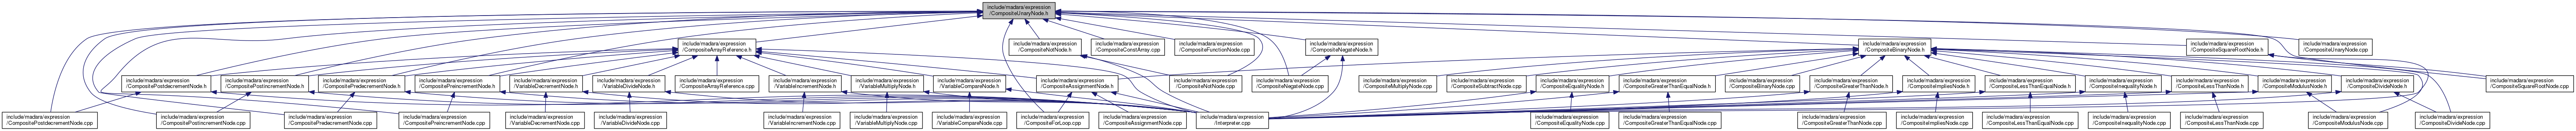 include/madara/expression
/CompositeUnaryNode.h
include/madara/expression
/CompositeArrayReference.h
include/madara/expression
/CompositeNotNode.h
include/madara/expression
/CompositeConstArray.cpp
include/madara/expression
/CompositeFunctionNode.cpp
include/madara/expression
/CompositeNegateNode.h
include/madara/expression
/CompositeBinaryNode.h
include/madara/expression
/CompositeSquareRootNode.h
include/madara/expression
/CompositeUnaryNode.cpp
include/madara/expression
/CompositePostdecrementNode.h
include/madara/expression
/CompositePostincrementNode.h
include/madara/expression
/CompositePredecrementNode.h
include/madara/expression
/CompositePreincrementNode.h
include/madara/expression
/VariableDecrementNode.h
include/madara/expression
/VariableDivideNode.h
include/madara/expression
/CompositeArrayReference.cpp
include/madara/expression
/VariableIncrementNode.h
include/madara/expression
/VariableMultiplyNode.h
include/madara/expression
/VariableCompareNode.h
include/madara/expression
/CompositeAssignmentNode.h
include/madara/expression
/CompositeNotNode.cpp
include/madara/expression
/CompositeNegateNode.cpp
include/madara/expression
/CompositeMultiplyNode.cpp
include/madara/expression
/CompositeSubtractNode.cpp
include/madara/expression
/CompositeEqualityNode.h
include/madara/expression
/CompositeGreaterThanEqualNode.h
include/madara/expression
/CompositeBinaryNode.cpp
include/madara/expression
/CompositeGreaterThanNode.h
include/madara/expression
/CompositeImpliesNode.h
include/madara/expression
/CompositeLessThanEqualNode.h
include/madara/expression
/CompositeInequalityNode.h
include/madara/expression
/CompositeLessThanNode.h
include/madara/expression
/CompositeModulusNode.h
include/madara/expression
/CompositeDivideNode.h
include/madara/expression
/CompositeSquareRootNode.cpp
include/madara/expression
/CompositePostdecrementNode.cpp
include/madara/expression
/CompositePostincrementNode.cpp
include/madara/expression
/CompositePredecrementNode.cpp
include/madara/expression
/CompositePreincrementNode.cpp
include/madara/expression
/VariableDecrementNode.cpp
include/madara/expression
/VariableDivideNode.cpp
include/madara/expression
/VariableIncrementNode.cpp
include/madara/expression
/VariableMultiplyNode.cpp
include/madara/expression
/VariableCompareNode.cpp
include/madara/expression
/CompositeForLoop.cpp
include/madara/expression
/CompositeAssignmentNode.cpp
include/madara/expression
/Interpreter.cpp
include/madara/expression
/CompositeEqualityNode.cpp
include/madara/expression
/CompositeGreaterThanEqualNode.cpp
include/madara/expression
/CompositeGreaterThanNode.cpp
include/madara/expression
/CompositeImpliesNode.cpp
include/madara/expression
/CompositeLessThanEqualNode.cpp
include/madara/expression
/CompositeInequalityNode.cpp
include/madara/expression
/CompositeLessThanNode.cpp
include/madara/expression
/CompositeModulusNode.cpp
include/madara/expression
/CompositeDivideNode.cpp